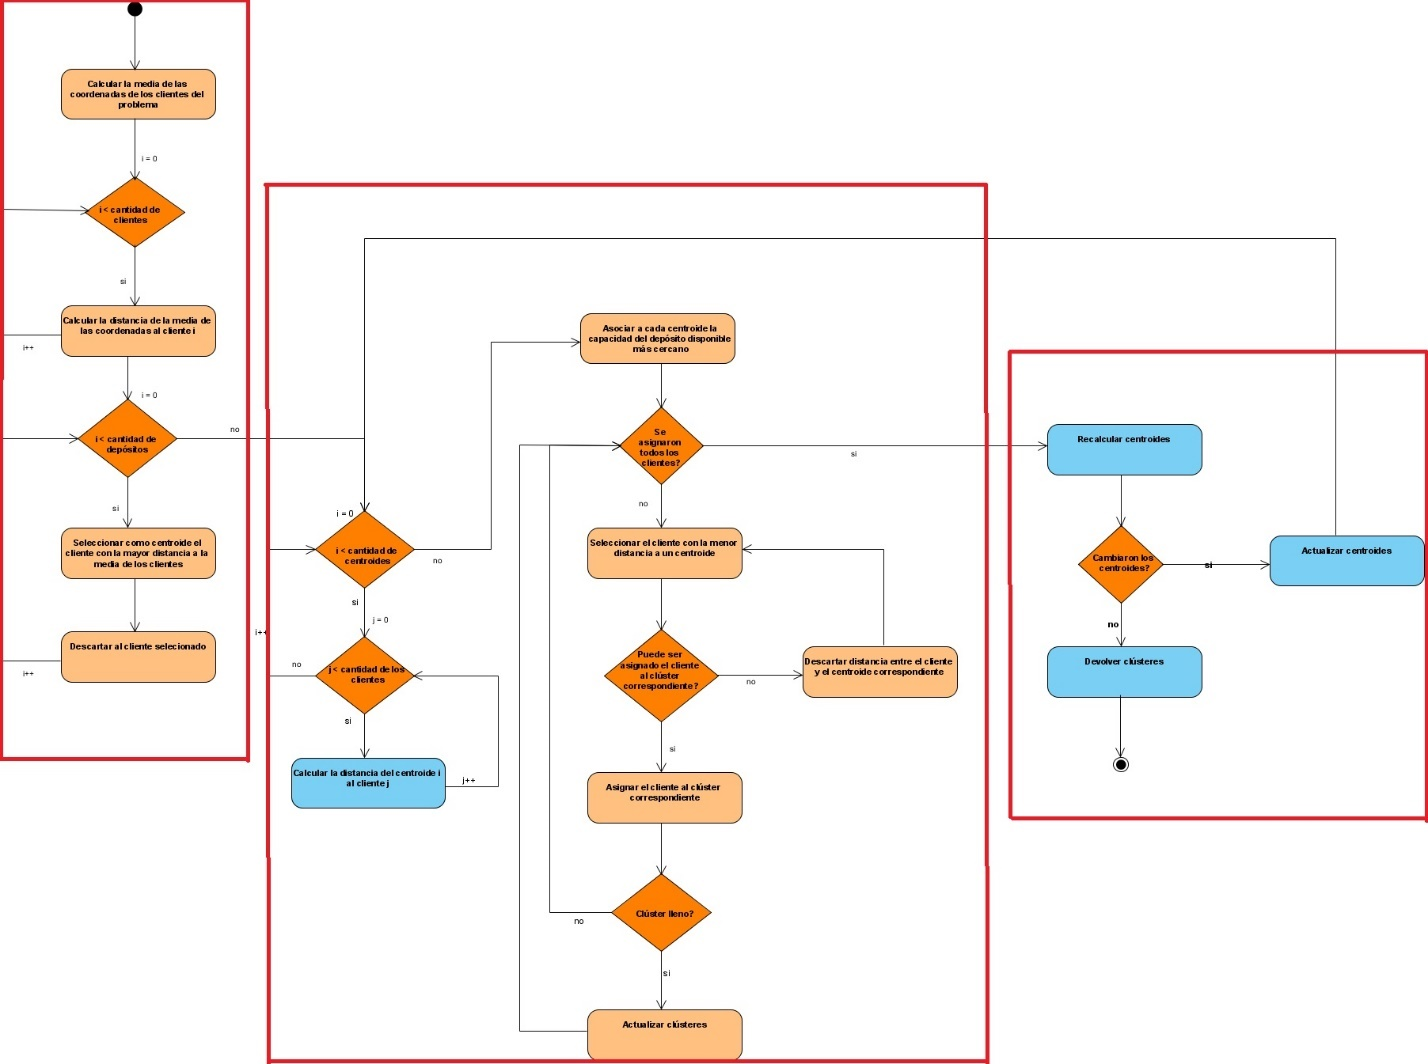 Calcular la media de las
coordenadas de los clientes del
problema
i = 0
i < cantidad de
clientes
si
Calcular la distancia de la media de
las coordenadas al cliente i
i++
i = 0
i < cantidad de
depósitos
no
si
Seleccionar como centroide el
cliente con la mayor distancia a la
media de los clientes
Descartar al cliente selecionado
i++
i = 0
i < cantidad de
centroides
no
si
j = 0
i++
j < cantidad de los
clientes
no
si
Calcular la distancia del centroide i
al cliente j
j++
Asociar a cada centroide la
capacidad del depósito disponible
más cercano
Se
asignaron
todos los
clientes?
si
no
Seleccionar el cliente con la menor
distancia a un centroide
Puede ser
asignado el cliente
al clúster
correspondiente?
no
Descartar distancia entre el cliente
y el centroide correspondiente
si
Asignar el cliente al clúster
correspondiente
Clúster lleno?
no
si
Actualizar clústeres
Recalcular centroides
Cambiaron los
centroides?
si
Actualizar centroides
no
Devolver clústeres